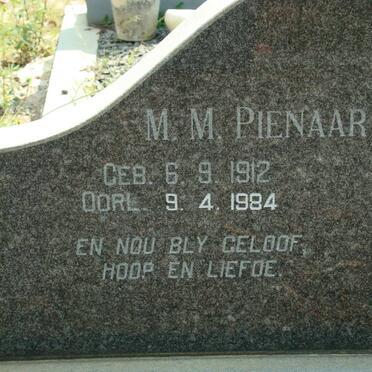 M. M. PIENAAR
GEB. 6. 9. 1912
OORL. 9. 4. 1984
EN NOU BLY GELOOF,
HOOP EN LIEFDE.